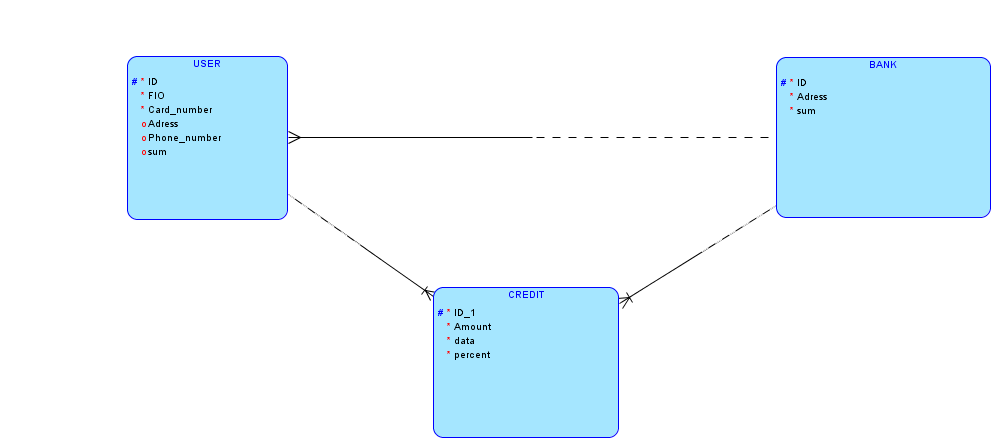 USER
# * ID
* FIO
* Card_number
o Adress
o Phone_number
o sum
BANK
# * ID
* Adress
* sum
CREDIT
# * ID_1
* Amount
* data
* percent